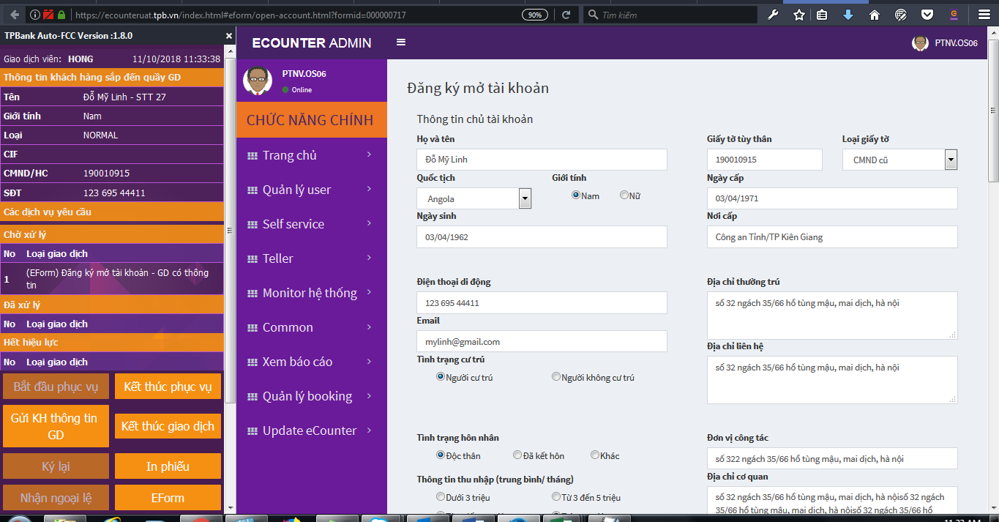 https://ecounteruat.tpb.vn/index.html#eform/open-account.html?formid=000000717
90%
Tìm kiếm
TPBank Auto-FCC Version :1.8.0
×
Giao dịch viên: HONG 11/10/2018 11:33:38
Thông tin khách hàng sắp đến quầy GD
Tên Đỗ Mỹ Linh - STT 27
Giới tính Nam
Loại NORMAL
CIF
CMND/HC 190010915
SĐT 123 695 44411
Các dịch vụ yêu cầu
Chờ xử lý
No Loại giao dịch
1 (EForm) Đăng ký mở tài khoản - GD có thông
tin
Đã xử lý
No Loại giao dịch
Hết hiệu lực
No Loại giao dịch
Bắt đầu phục vụ
Kết thúc phục vụ
Gửi KH thông tin
GD
Kết thúc giao dịch
Ký lại
In phiếu
Nhận ngoại lệ
EForm
ECOUNTER ADMIN
PTNV.OS06
PTNV.OS06
Online
CHỨC NĂNG CHÍNH
Trang chủ
Quản lý user
Self service
Teller
Monitor hệ thống
Common
Xem báo cáo
Quản lý booking
Update eCounter
Đăng ký mở tài khoản
Thông tin chủ tài khoản
Họ và tên
Đỗ Mỹ Linh
Giấy tờ tùy thân
190010915
Loại giấy tờ
CMND cũ
Quốc tịch
Angola
Giới tính
Nam
Nữ
Ngày cấp
03/04/1971
Ngày sinh
03/04/1962
Nơi cấp
Công an Tỉnh/TP Kiên Giang
Điện thoại di động
123 695 44411
Địa chỉ thường trú
số 32 ngách 35/66 hồ tùng mậu, mai dịch, hà nội
Email
mylinh@gmail.com
Địa chỉ liên hệ
số 32 ngách 35/66 hồ tùng mậu, mai dịch, hà nội
Tình trạng cư trú
Người cư trú
Người không cư trú
Tình trạng hôn nhân
Độc thân
Đã kết hôn
Khác
Đơn vị công tác
số 322 ngách 35/66 hồ tùng mậu, mai dịch, hà nội
Thông tin thu nhập (trung bình/ tháng)
Dưới 3 triệu
Từ 3 đến 5 triệu
Địa chỉ cơ quan
số 32 ngách 35/66 hồ tùng mậu, mai dịch, hà nộisố 32 ngách
35/66 hồ tùng mậu, mai dịch, hà nộisố 32 ngách 35/66 hồ